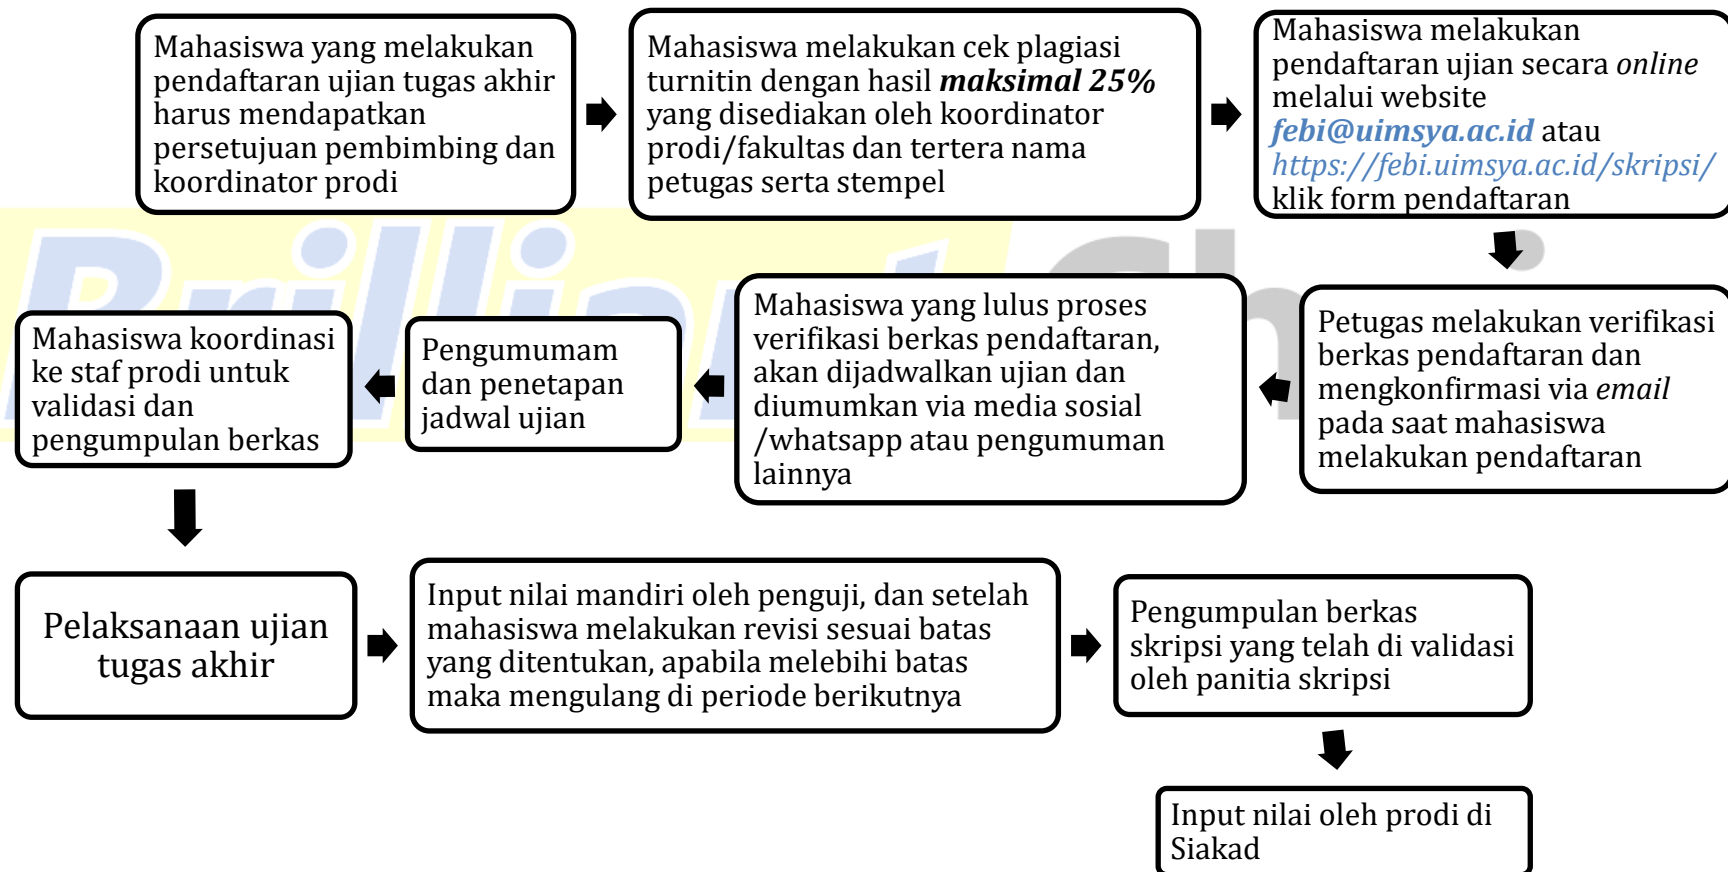 Mahasiswa yang melakukan
pendaftaran ujian tugas akhir
harus mendapatkan
persetujuan pembimbing dan
koordinator prodi
Mahasiswa melakukan cek plagiasi
turnitin dengan hasil maksimal 25%
yang disediakan oleh koordinator
prodi/fakultas dan tertera nama
petugas serta stempel
Mahasiswa melakukan
pendaftaran ujian secara online
melalui website
febi@uimsya.ac.id atau
https://febi.uimsya.ac.id/skripsi/
klik form pendaftaran
Petugas melakukan verifikasi
berkas pendaftaran dan
mengkonfirmasi via email
pada saat mahasiswa
melakukan pendaftaran
Mahasiswa yang lulus proses
verifikasi berkas pendaftaran,
akan dijadwalkan ujian dan
diumumkan via media sosial
/whatsapp atau pengumuman
lainnya
Pengumumam
dan penetapan
jadwal ujian
Mahasiswa koordinasi
ke staf prodi untuk
validasi dan
pengumpulan berkas
Pelaksanaan ujian
tugas akhir
Input nilai mandiri oleh penguji, dan setelah
mahasiswa melakukan revisi sesuai batas
yang ditentukan, apabila melebihi batas
maka mengulang di periode berikutnya
Pengumpulan berkas
skripsi yang telah di validasi
oleh panitia skripsi
Input nilai oleh prodi di
Siakad